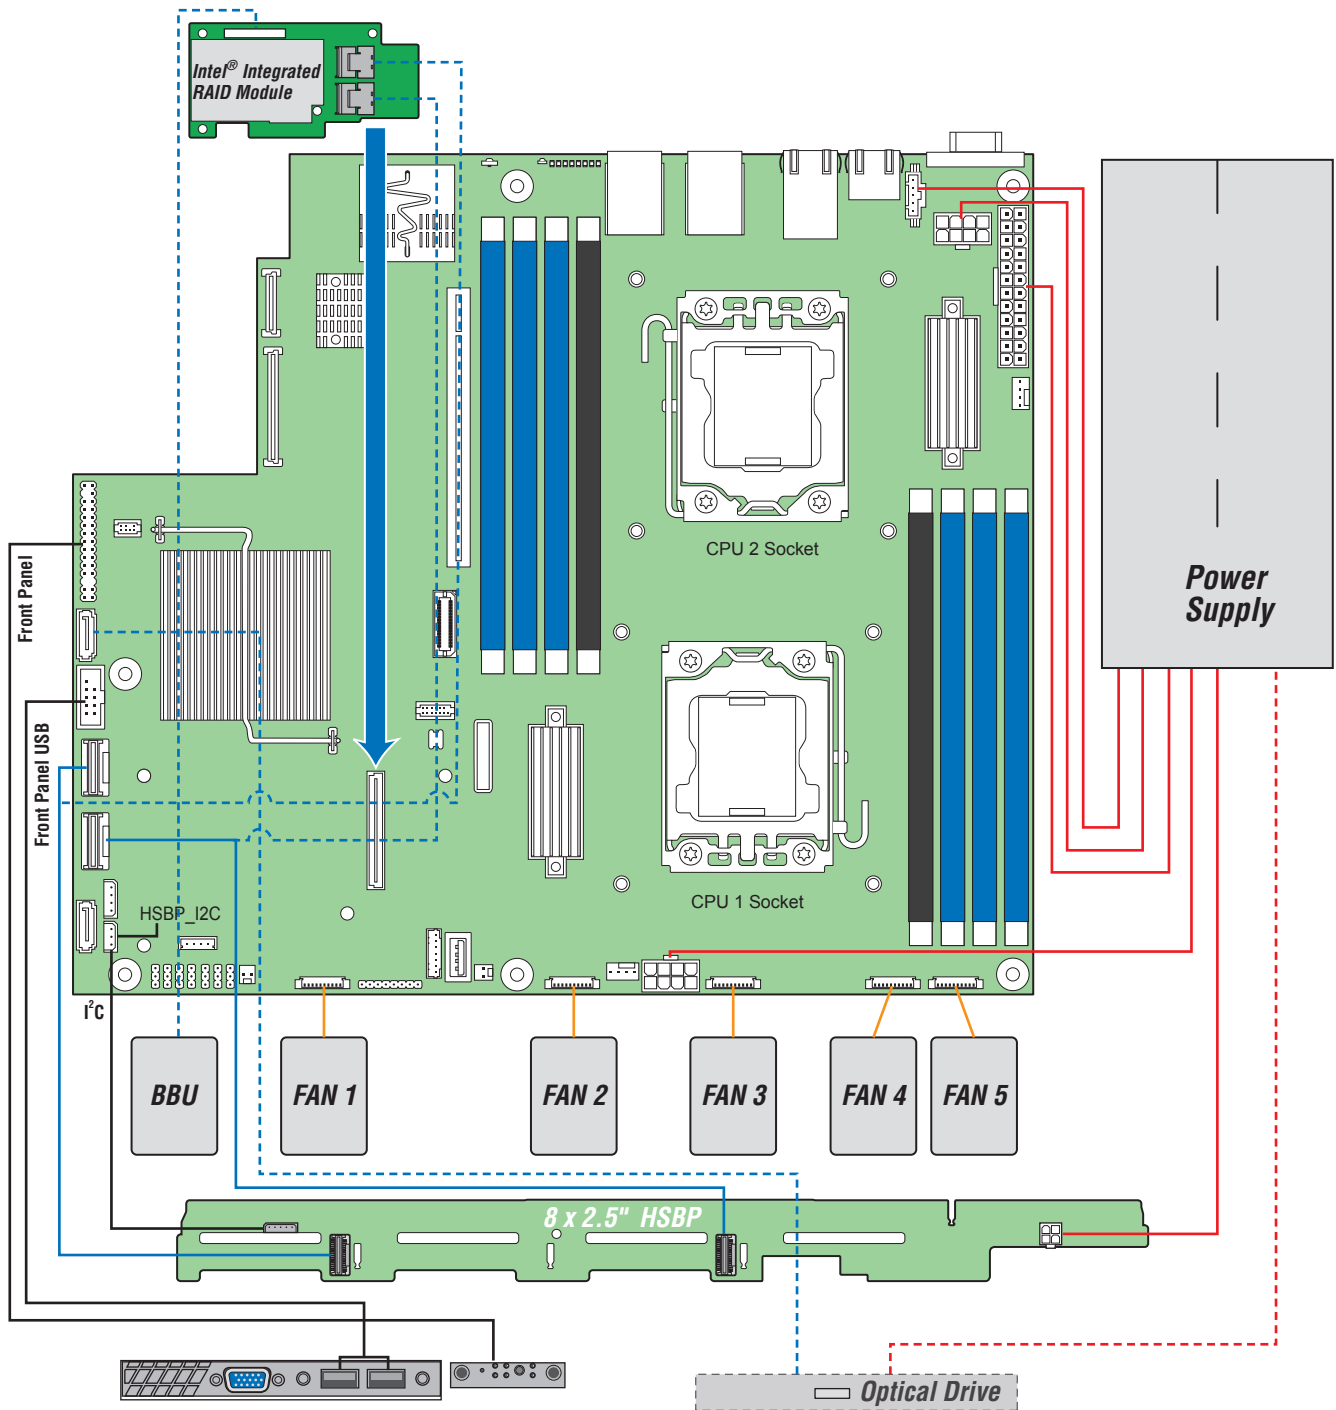 Intel® Integrated
RAID Module
CPU 2 Socket
Power
Supply
Front Panel
Front Panel USB
CPU 1 Socket
HSBP_I2C
I²C
BBU
FAN 1
FAN 2
FAN 3
FAN 4
FAN 5
8 x 2.5" HSBP
Optical Drive